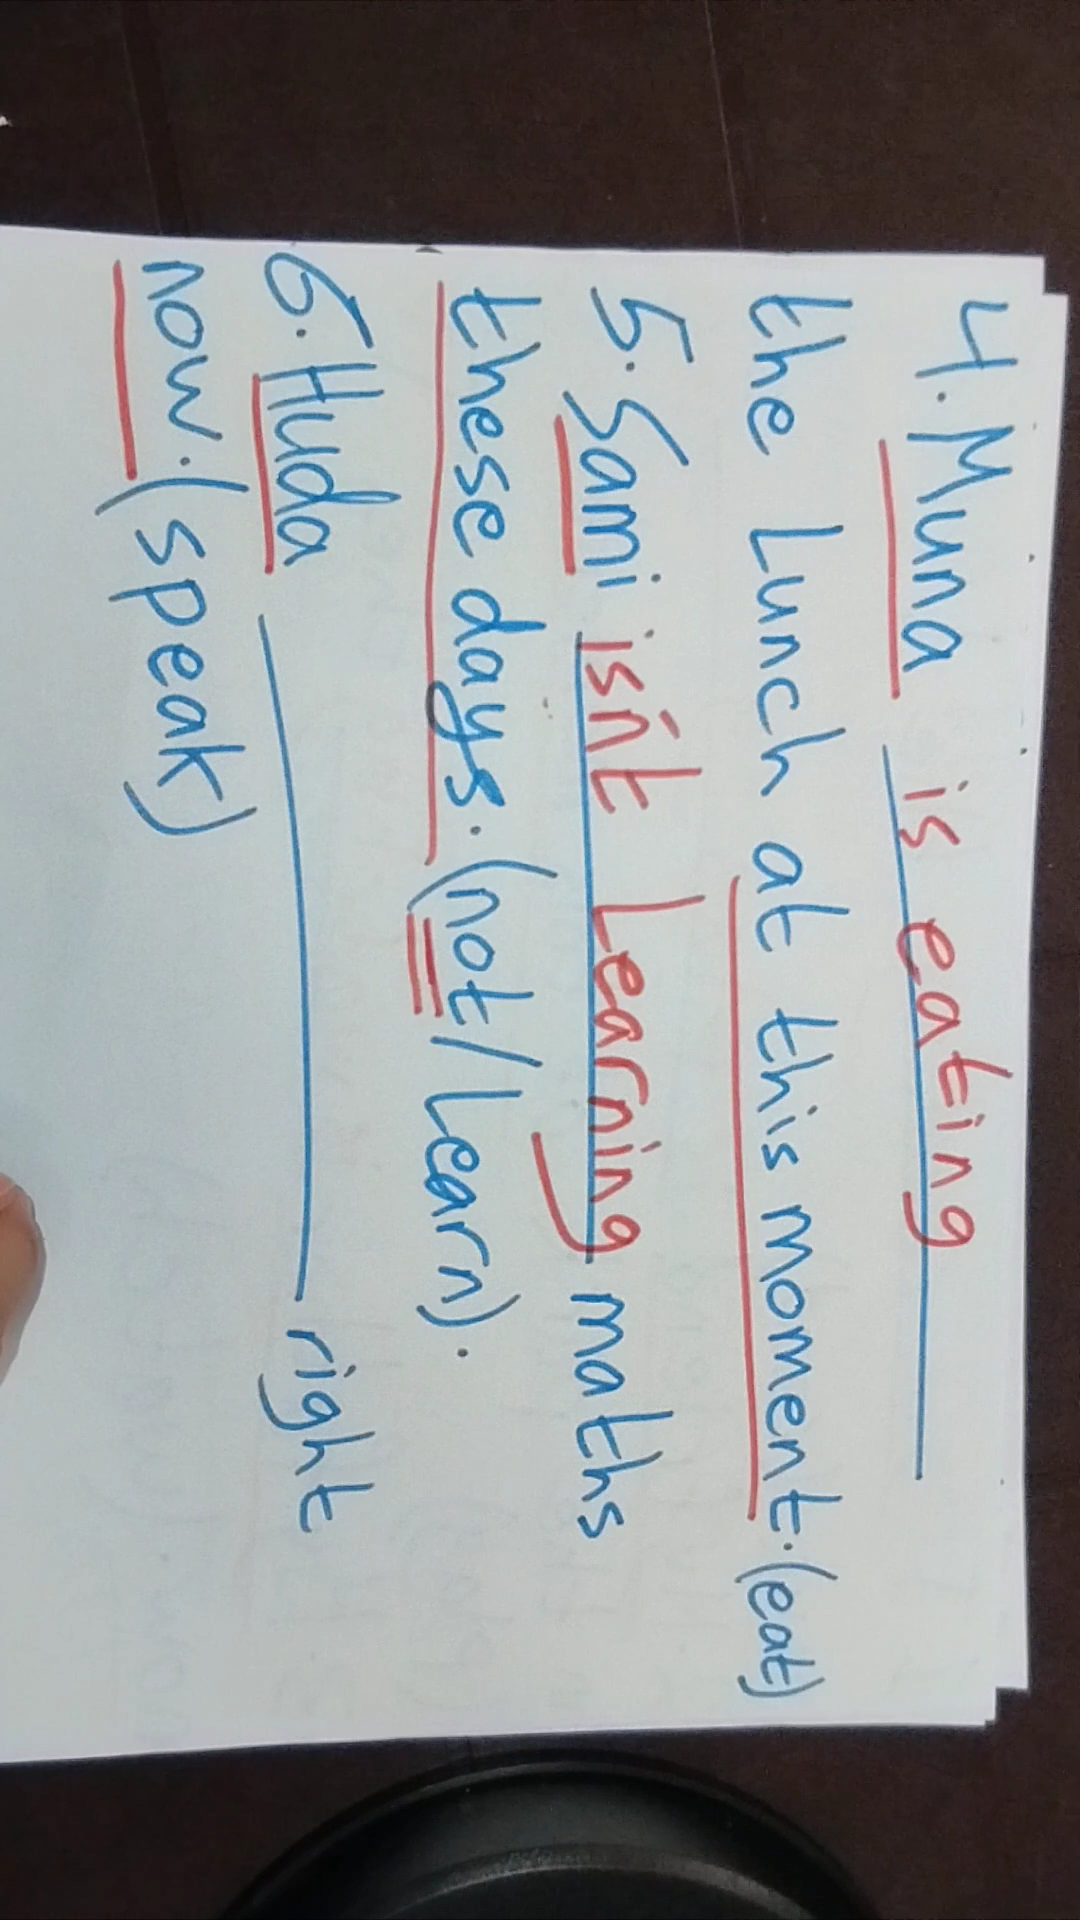 4. Muna is eating
the Lunch at this moment. (eat)
5. Sami isn't Learning maths
these days. (not / Learn).
6. Huda ________ right
now. (speak)